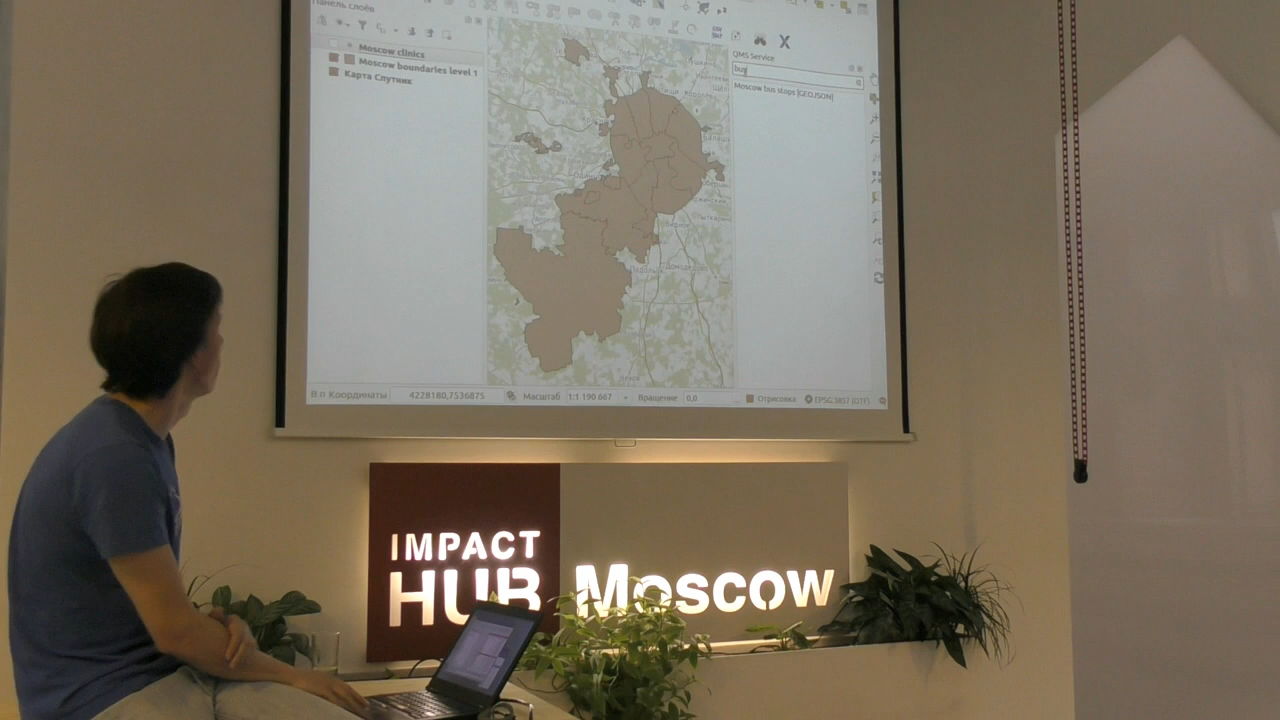 Панель слоёв
Moscow clinics
Moscow boundaries level 1
Карта Спутник
QMS Service
bus
Moscow bus stops [GEOJSON]
В п Координаты 4228180,7536875 Масштаб 1:1 190 667 Вращение 0,0 Отрисовка EPSG:3857 (OTF)
IMPACT
HUB Moscow